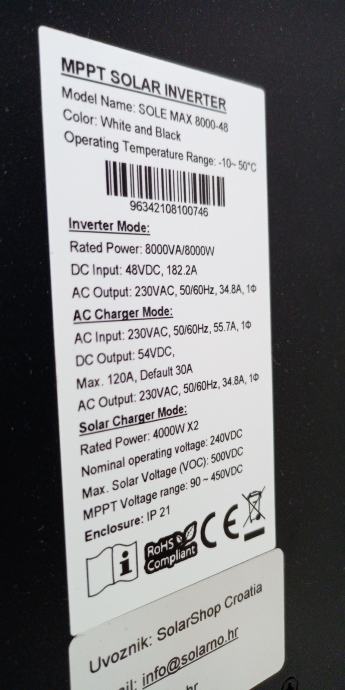 MPPT SOLAR INVERTER
Model Name: SOLE MAX 8000-48
Color: White and Black
Operating Temperature Range: -10~ 50°C
96342108100746
Inverter Mode:
Rated Power: 8000VA/8000W
DC Input: 48VDC, 182.2A
AC Output: 230VAC, 50/60Hz, 34.8A, 1Φ
AC Charger Mode:
AC Input: 230VAC, 50/60Hz, 55.7A, 1Φ
DC Output: 54VDC,
Max. 120A, Default 30A
AC Output: 230VAC, 50/60Hz, 34.8A, 1Φ
Solar Charger Mode:
Rated Power: 4000W X2
Nominal operating voltage: 240VDC
Max. Solar Voltage (VOC): 500VDC
MPPT Voltage range: 90 ~ 450VDC
Enclosure: IP 21
RoHS
Compliant
CE
Uvoznik: SolarShop Croatia
info@solarno.hr